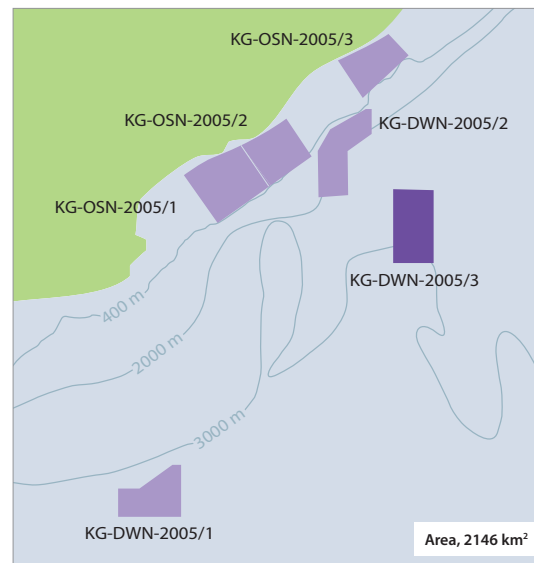 KG-OSN-2005/3
KG-OSN-2005/2
KG-DWN-2005/2
KG-OSN-2005/1
KG-DWN-2005/3
400 m
2000 m
3000 m
KG-DWN-2005/1
Area, 2146 km²